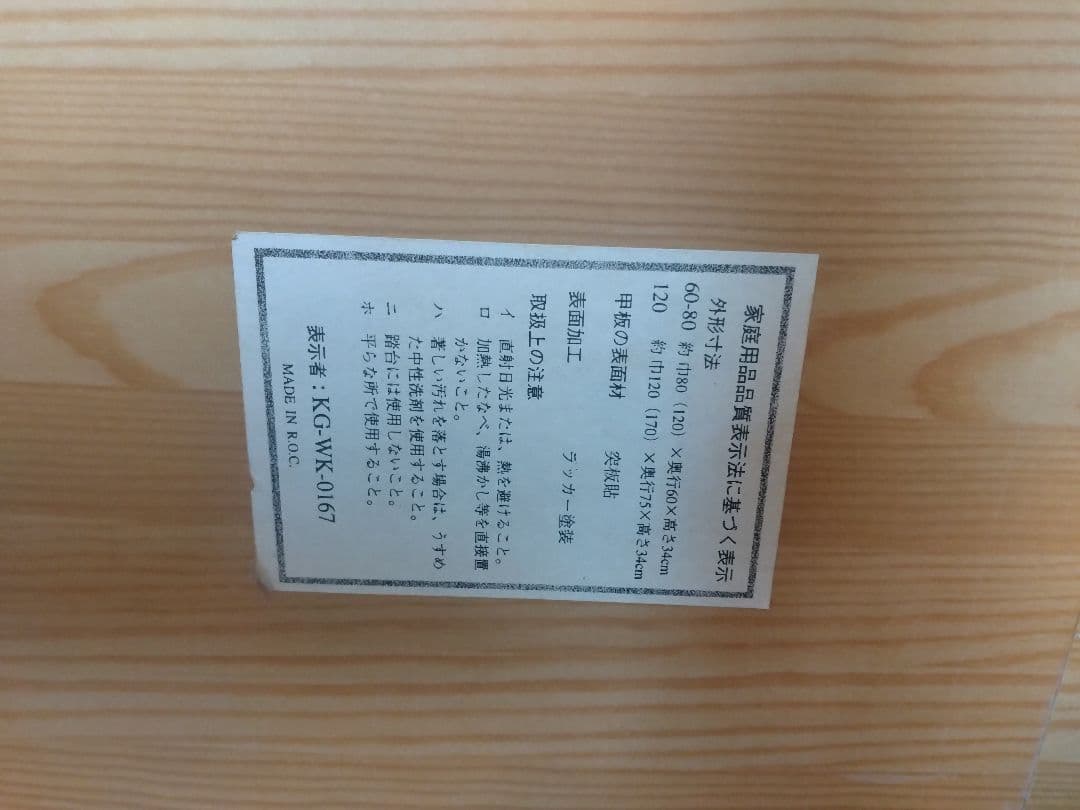 家庭用品品質表示法に基づく表示
外形寸法
60-80 約巾80（120）×奥行60×高さ34cm
120 約巾120（170）×奥行75×高さ34cm
甲板の表面材 突板貼
表面加工 ラッカー塗装
取扱上の注意
イ 直射日光または、熱を避けること。
ロ 加熱したなべ、湯沸かし等を直接置
かないこと。
ハ 著しい汚れを落とす場合は、うすめ
た中性洗剤を使用すること。
ニ 踏台には使用しないこと。
ホ 平らな所で使用すること。
表示者：KG-WK-0167
MADE IN R.O.C.